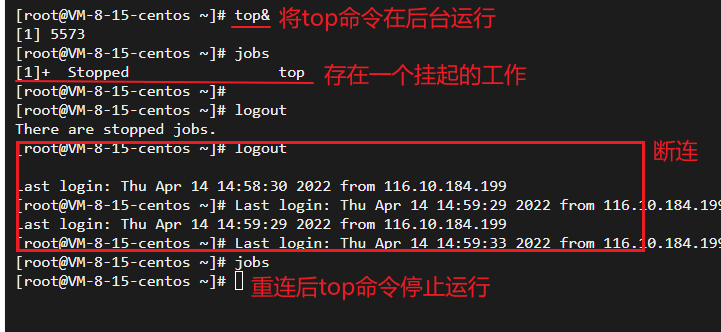 [root@VM-8-15-centos ~]# top& 将top命令在后台运行
[1] 5573
[root@VM-8-15-centos ~]# jobs
[1]+  Stopped                 top 存在一个挂起的工作
[root@VM-8-15-centos ~]#
[root@VM-8-15-centos ~]# logout
There are stopped jobs.
[root@VM-8-15-centos ~]# logout 断连
Last login: Thu Apr 14 14:58:30 2022 from 116.10.184.199
[root@VM-8-15-centos ~]# Last login: Thu Apr 14 14:59:29 2022 from 116.10.184.199
Last login: Thu Apr 14 14:59:29 2022 from 116.10.184.199
[root@VM-8-15-centos ~]# Last login: Thu Apr 14 14:59:33 2022 from 116.10.184.199
[root@VM-8-15-centos ~]# jobs
[root@VM-8-15-centos ~]# 重连后top命令停止运行